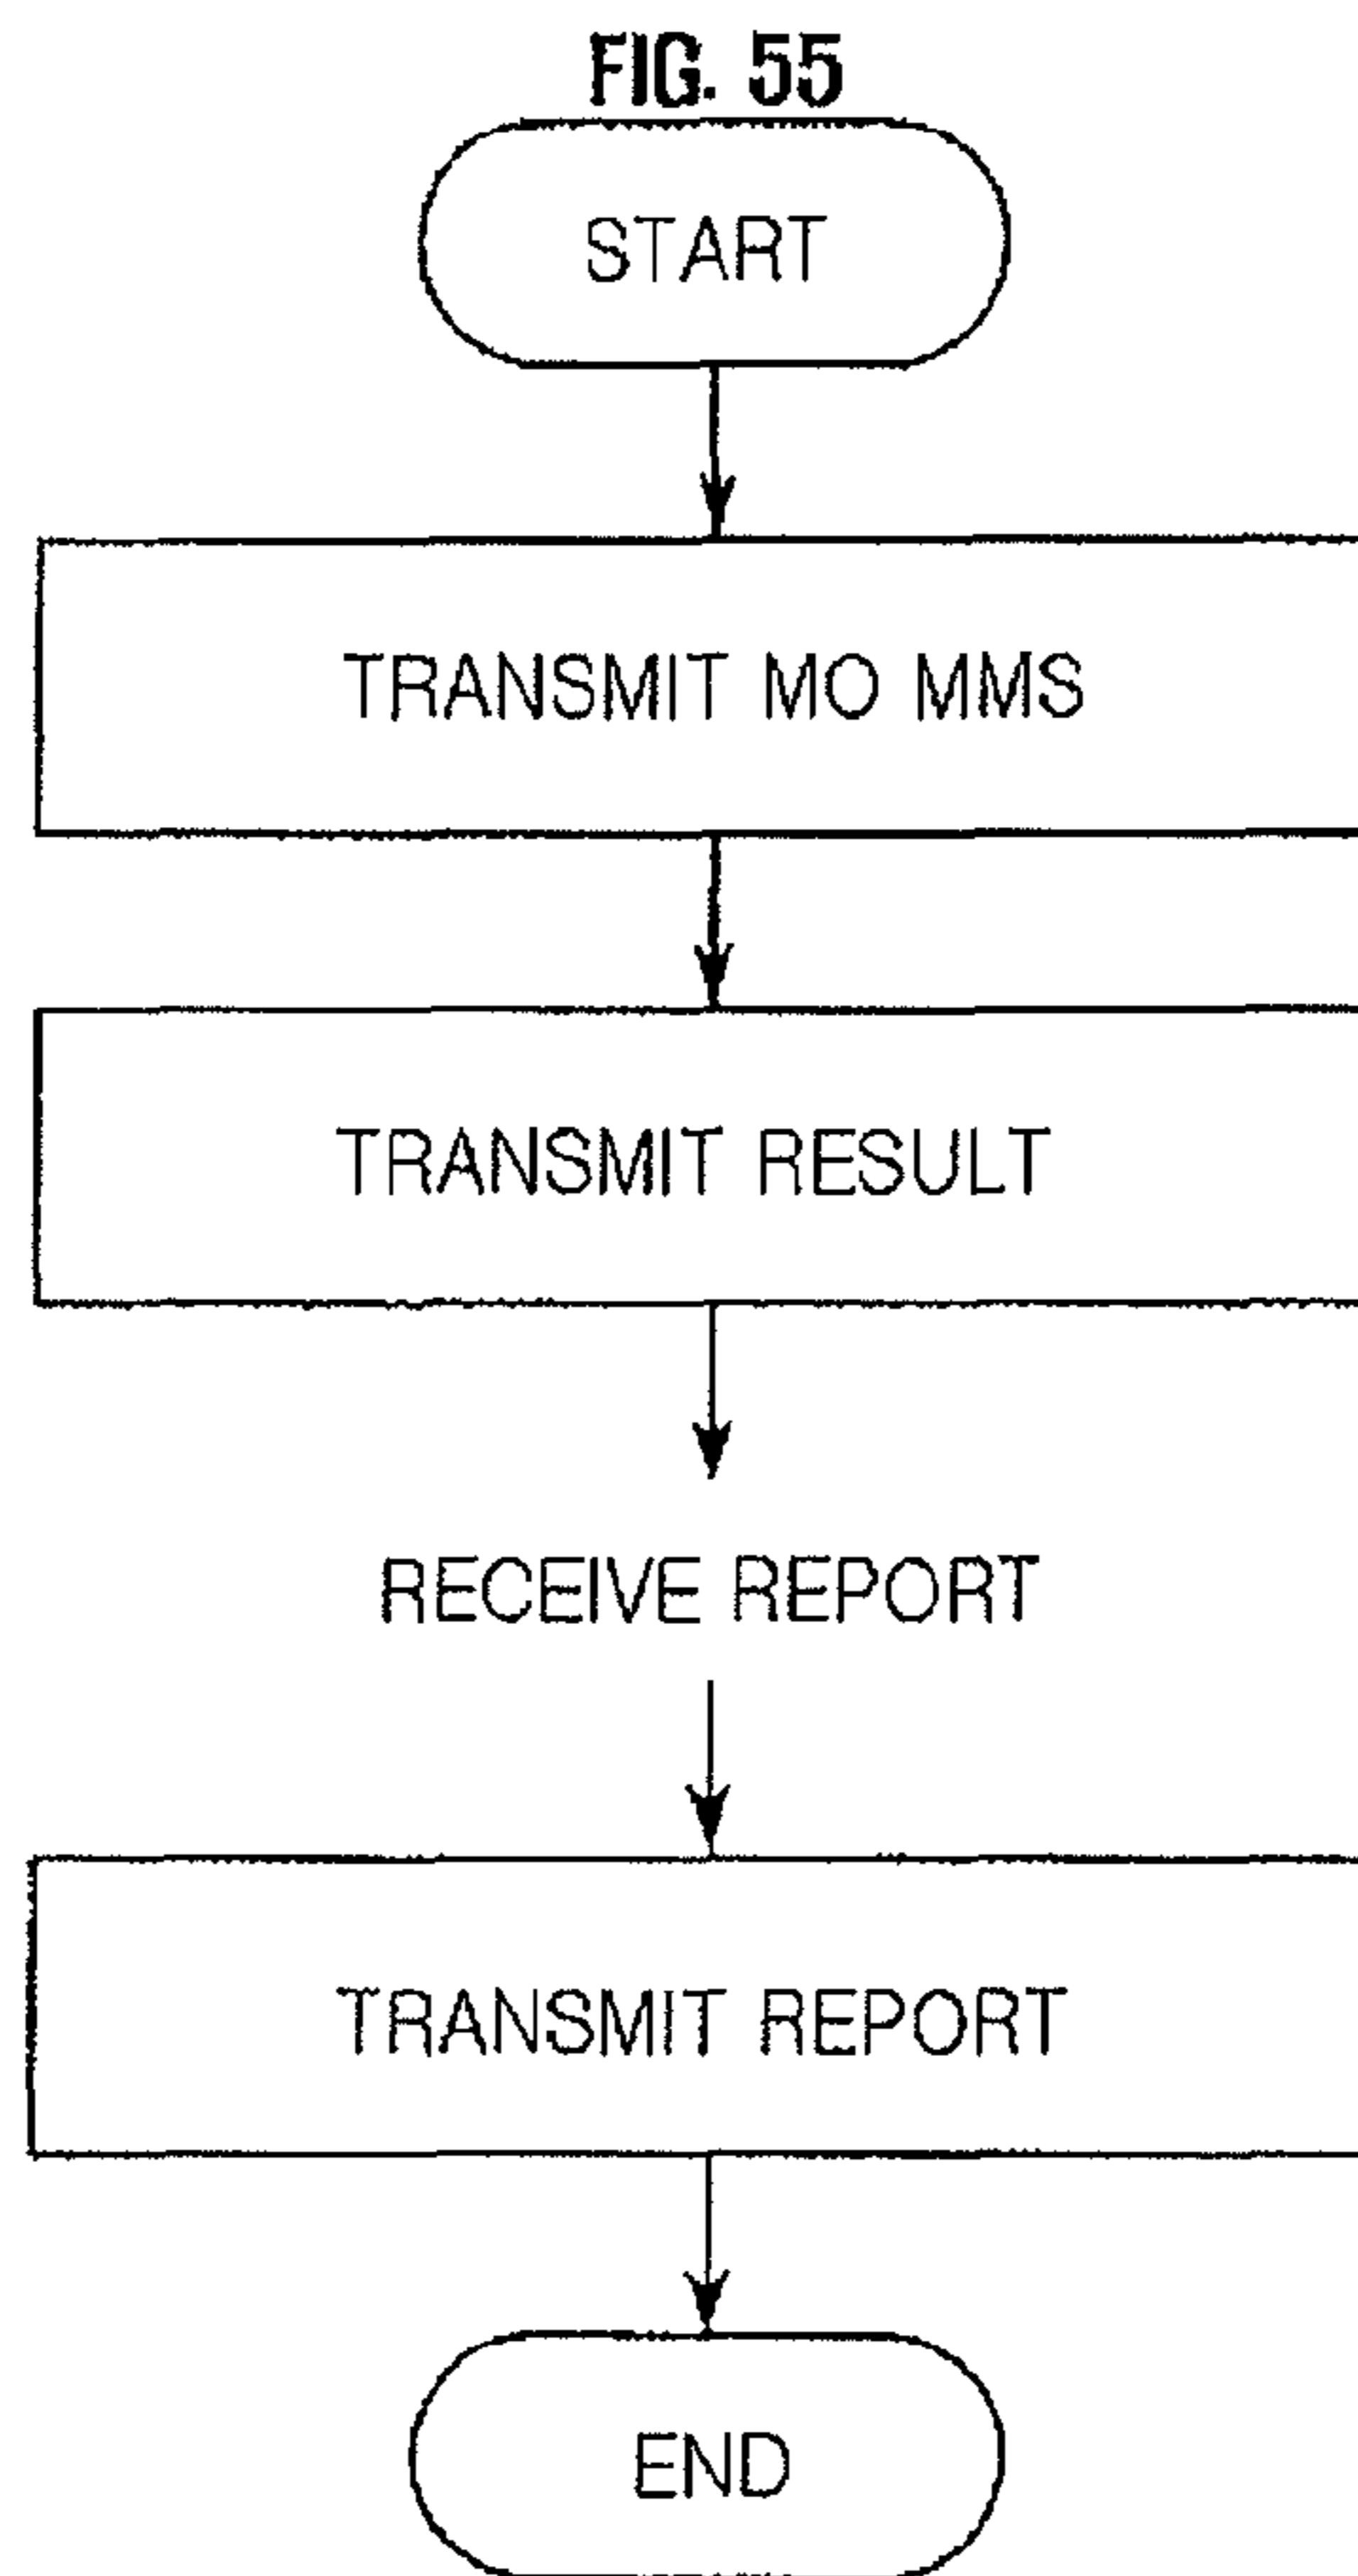 FIG. 55
START
TRANSMIT MO MMS
TRANSMIT RESULT
RECEIVE REPORT
TRANSMIT REPORT
END